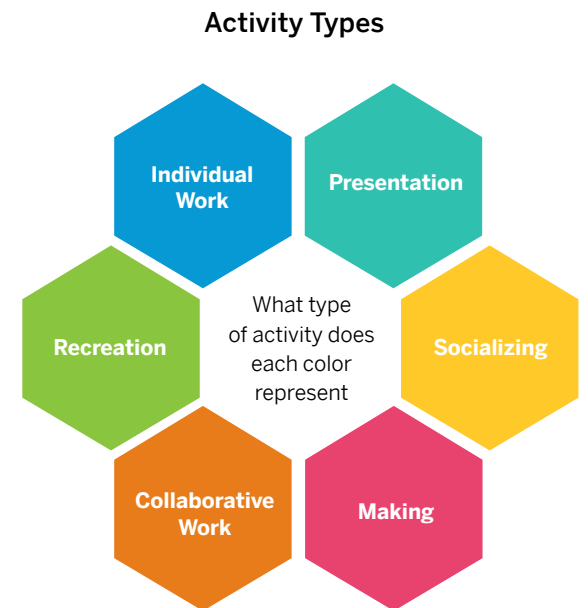 Activity Types
Individual
Work
Presentation
Recreation
What type
of activity does
each color
represent
Socializing
Collaborative
Work
Making